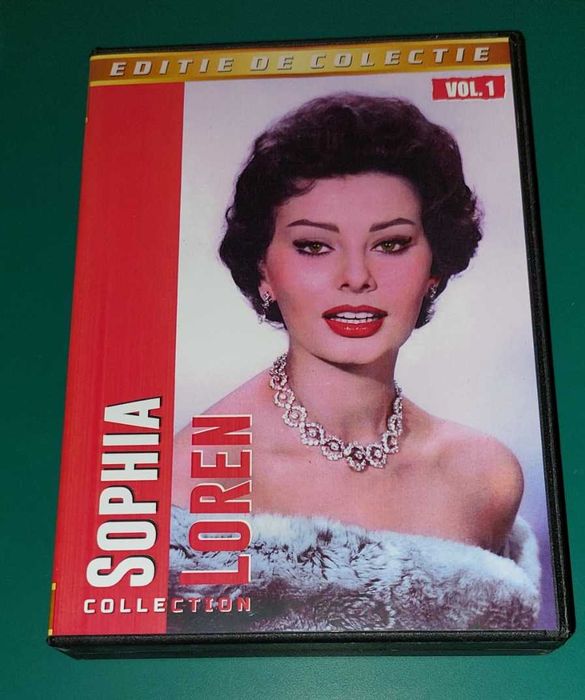 EDITIE DE COLECTIE
VOL. 1
SOPHIA
LOREN
COLLECTION